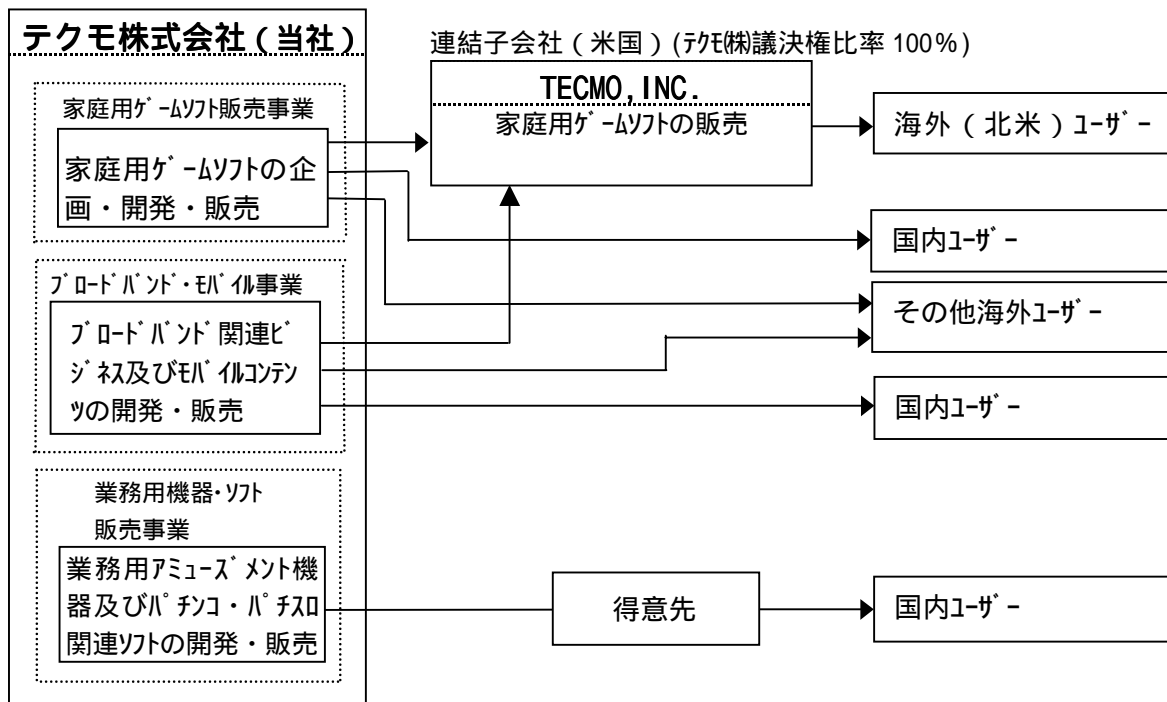 テクモ株式会社(当社)
連結子会社(米国)(ﾃｸﾓ㈱議決権比率 100%)
TECMO,INC.
家庭用ｹﾞｰﾑｿﾌﾄの販売
海外(北米)ﾕｰｻﾞｰ
家庭用ｹﾞｰﾑｿﾌﾄ販売事業
家庭用ｹﾞｰﾑｿﾌﾄの企
画・開発・販売
国内ﾕｰｻﾞｰ
ﾌﾞﾛｰﾄﾞﾊﾞﾝﾄﾞ･ﾓﾊﾞｲﾙ事業
ﾌﾞﾛｰﾄﾞﾊﾞﾝﾄﾞ関連ﾋﾞ
ｼﾞﾈｽ及びﾓﾊﾞｲﾙｺﾝﾃﾝ
ﾂの開発・販売
その他海外ﾕｰｻﾞｰ
国内ﾕｰｻﾞｰ
業務用機器･ｿﾌﾄ
販売事業
業務用ｱﾐｭｰｽﾞﾒﾝﾄ機
器及びﾊﾟﾁﾝｺ・ﾊﾟﾁｽﾛ
関連ｿﾌﾄの開発・販売
得意先
国内ﾕｰｻﾞｰ